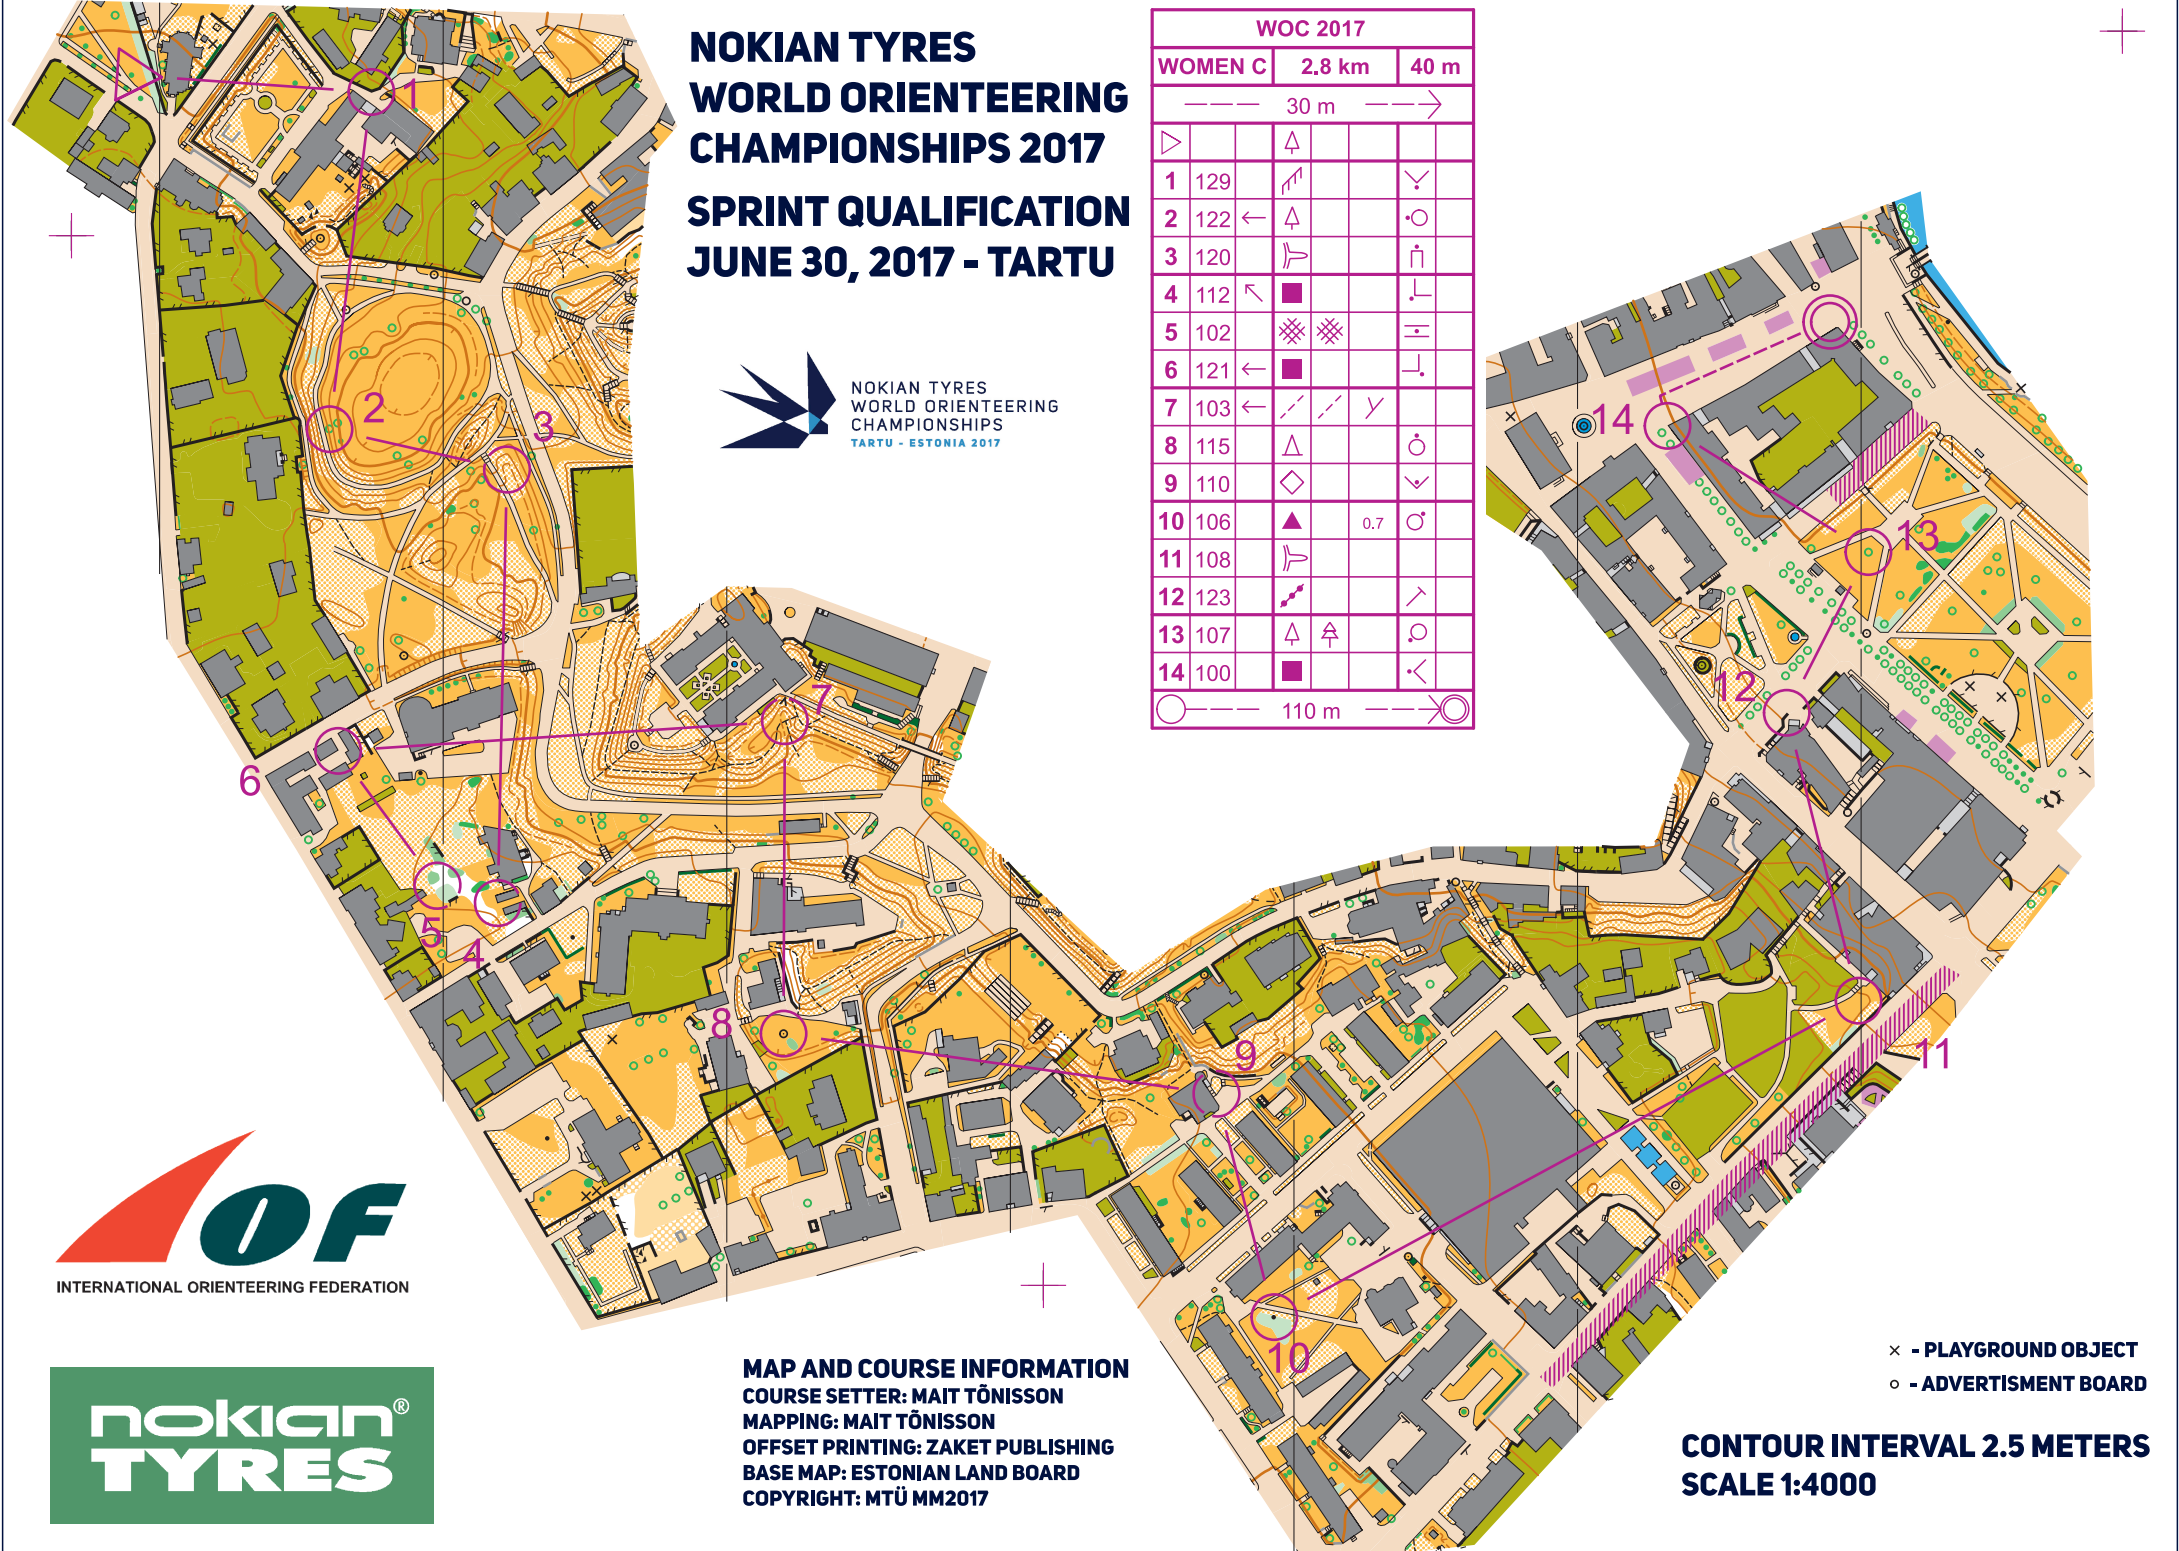 NOKIAN TYRES
WORLD ORIENTEERING
CHAMPIONSHIPS 2017
SPRINT QUALIFICATION
JUNE 30, 2017 - TARTU
NOKIAN TYRES
WORLD ORIENTEERING
CHAMPIONSHIPS
TARTU - ESTONIA 2017
WOC 2017
WOMEN C 2.8 km 40 m
30 m
1 129
2 122
3 120
4 112
5 102
6 121
7 103
8 115
9 110
10 106 0.7
11 108
12 123
13 107
14 100
110 m
1
2
3
4
5
6
7
8
9
10
11
12
13
14
IOF
INTERNATIONAL ORIENTEERING FEDERATION
nokian®
TYRES
MAP AND COURSE INFORMATION
COURSE SETTER: MAIT TÕNISSON
MAPPING: MAIT TÕNISSON
OFFSET PRINTING: ZAKET PUBLISHING
BASE MAP: ESTONIAN LAND BOARD
COPYRIGHT: MTÜ MM2017
× - PLAYGROUND OBJECT
o - ADVERTISMENT BOARD
CONTOUR INTERVAL 2.5 METERS
SCALE 1:4000